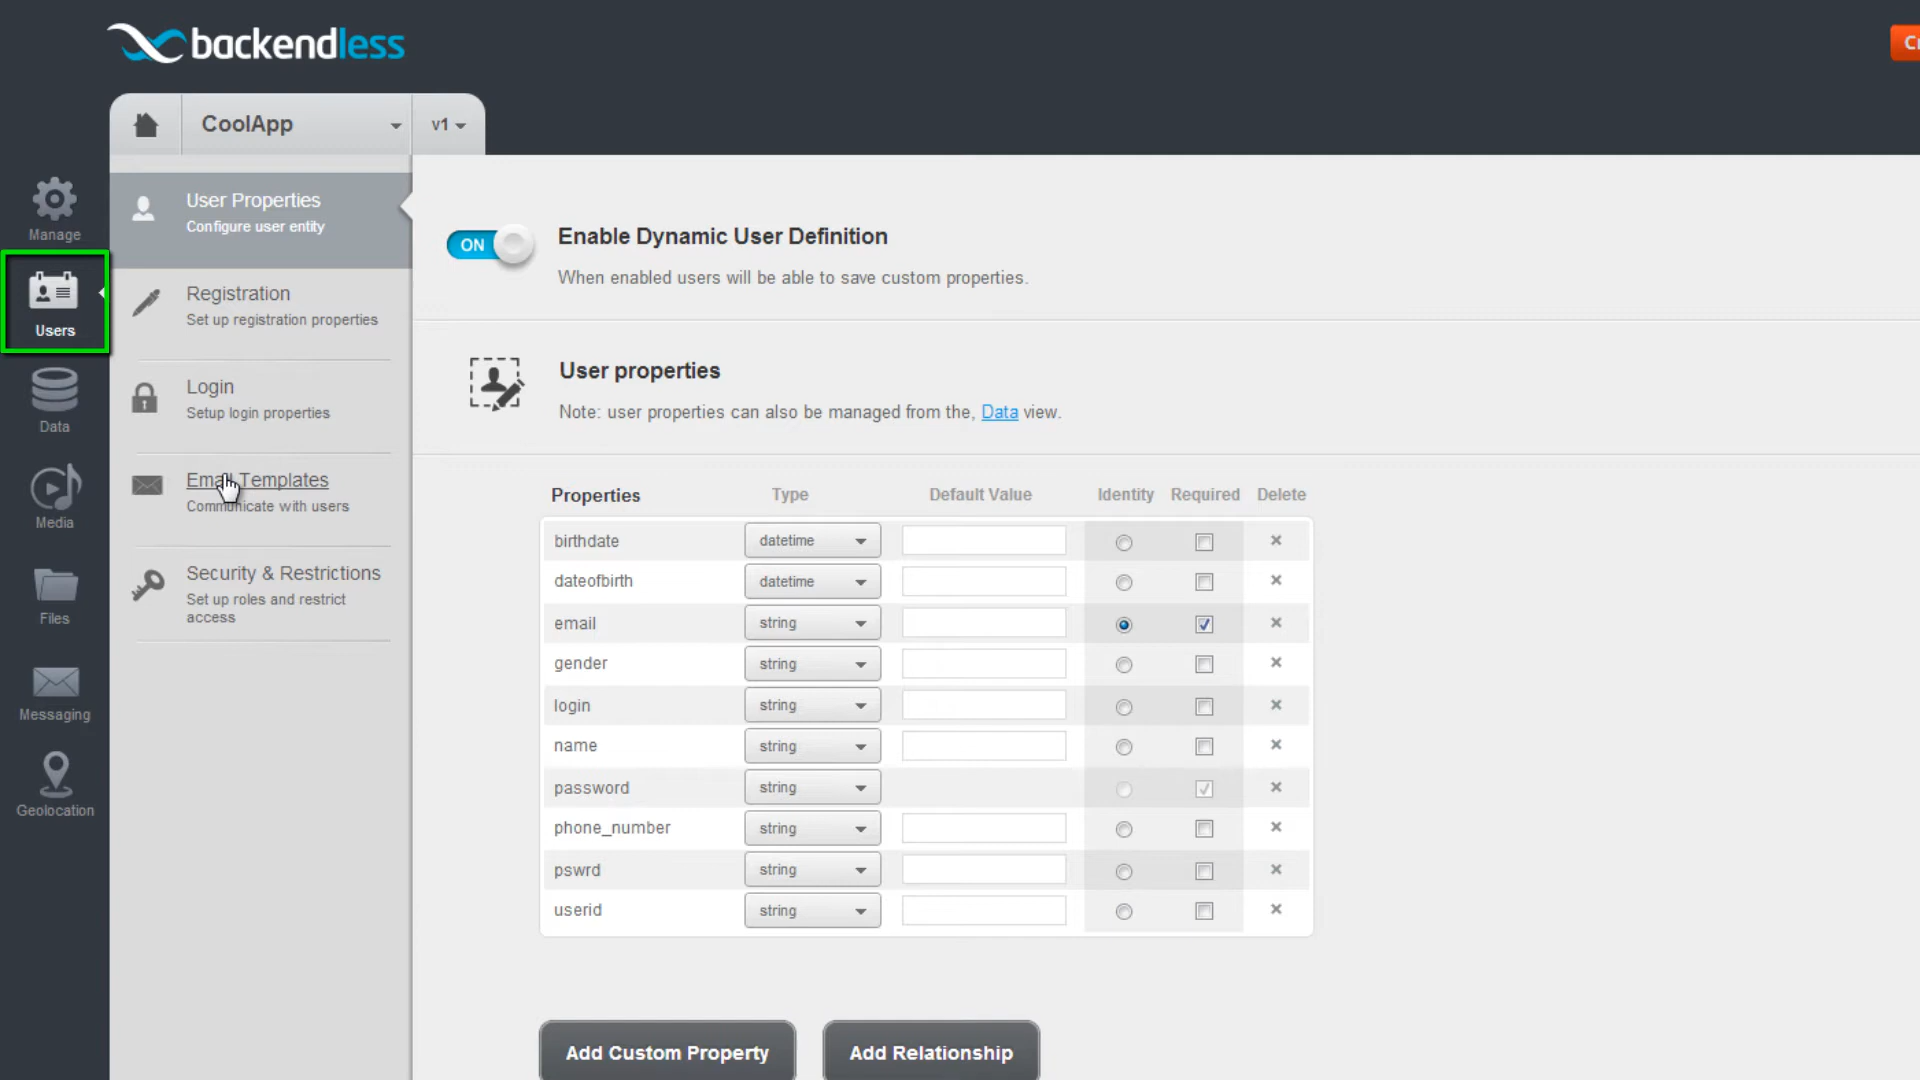 backendless
Cr
CoolApp
v1
Manage
Users
Data
Media
Files
Messaging
Geolocation
User Properties
Configure user entity
Registration
Set up registration properties
Login
Setup login properties
Email Templates
Communicate with users
Security & Restrictions
Set up roles and restrict
access
ON
Enable Dynamic User Definition
When enabled users will be able to save custom properties.
User properties
Note: user properties can also be managed from the, Data view.
Properties Type Default Value Identity Required Delete
birthdate datetime
dateofbirth datetime
email string
gender string
login string
name string
password string
phone_number string
pswrd string
userid string
Add Custom Property Add Relationship